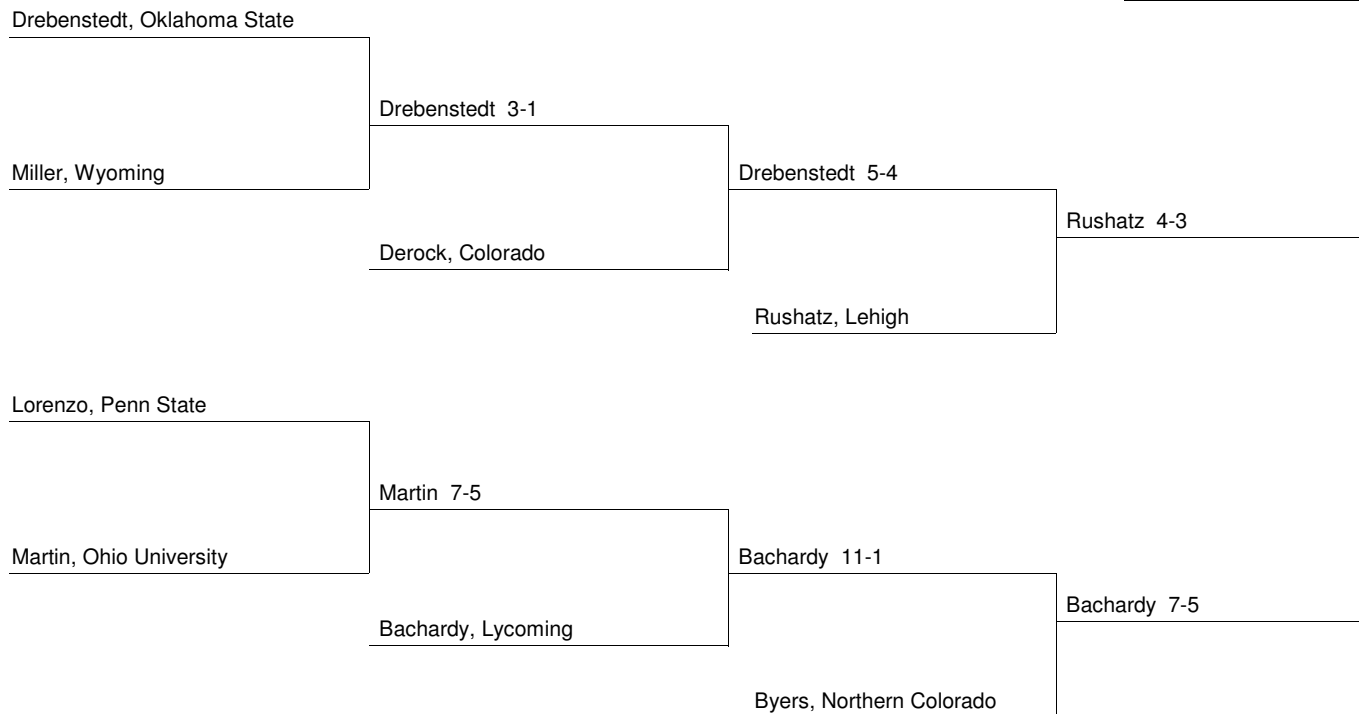 Drebenstedt, Oklahoma State
Drebenstedt 3-1
Miller, Wyoming
Drebenstedt 5-4
Rushatz 4-3
Derock, Colorado
Rushatz, Lehigh
Lorenzo, Penn State
Martin 7-5
Martin, Ohio University
Bachardy 11-1
Bachardy 7-5
Bachardy, Lycoming
Byers, Northern Colorado